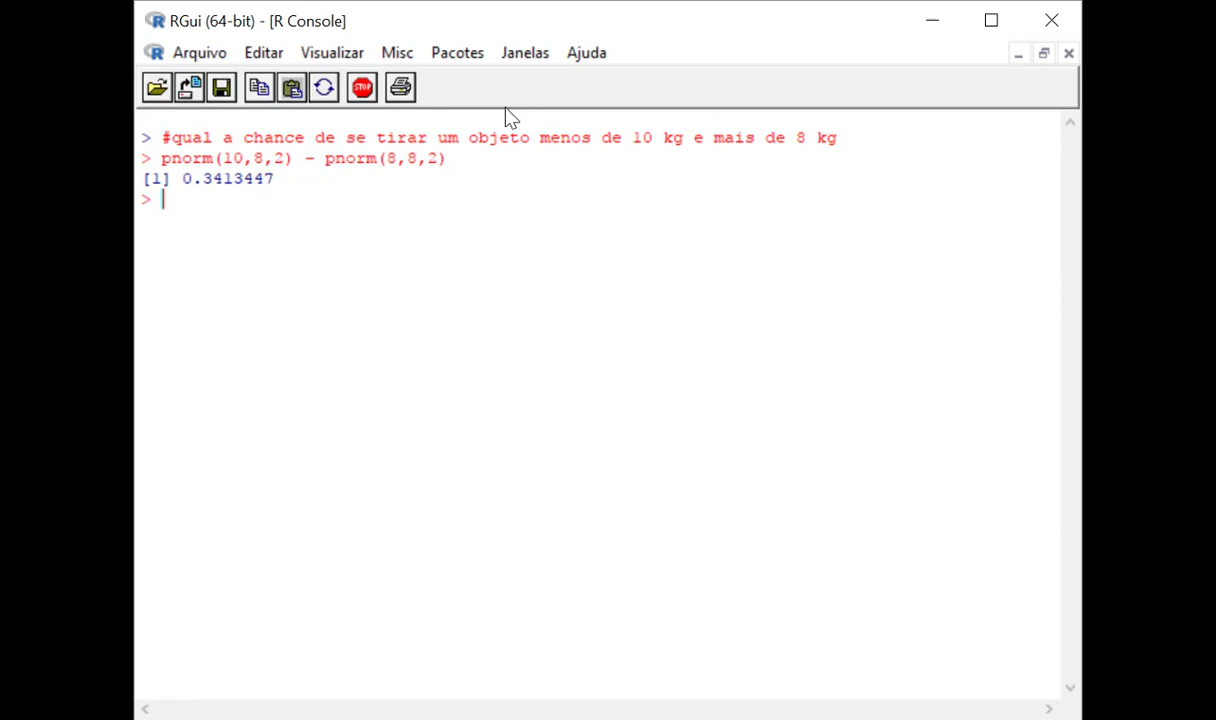 RGui (64-bit) - [R Console]
Arquivo Editar Visualizar Misc Pacotes Janelas Ajuda
STOP
> #qual a chance de se tirar um objeto menos de 10 kg e mais de 8 kg
> pnorm(10,8,2) - pnorm(8,8,2)
[1] 0.3413447
>